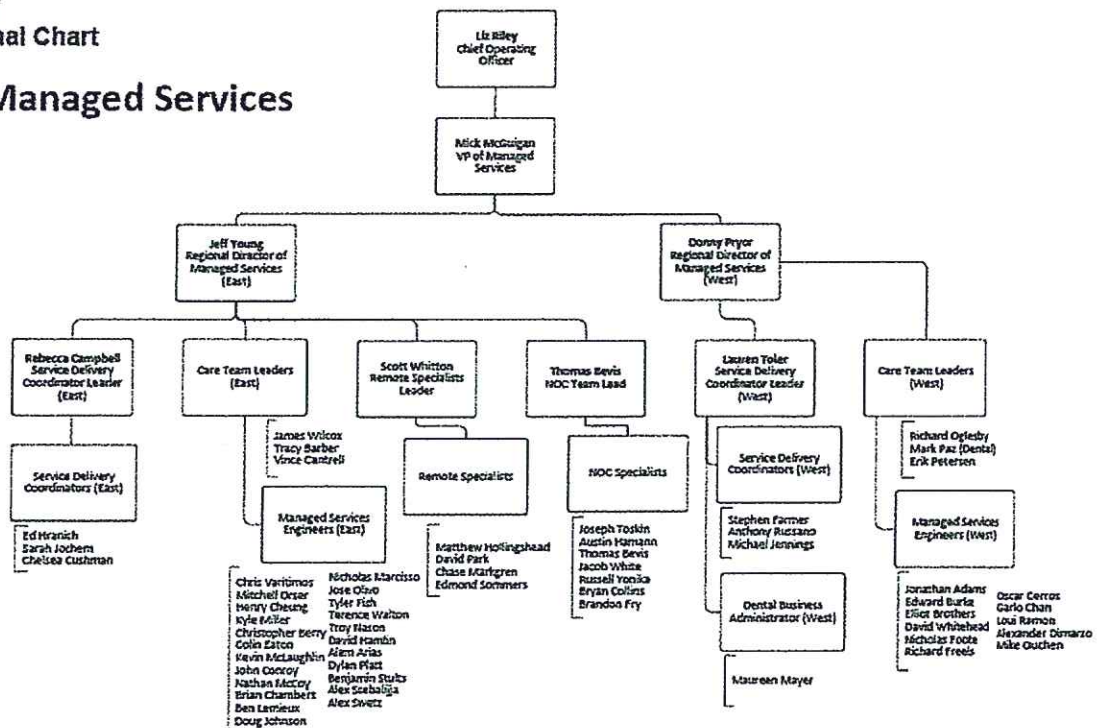 nal Chart
Managed Services
Liz Riley
Chief Operating
Officer
Mick McGuigan
VP of Managed
Services
Jeff Young
Regional Director of
Managed Services
(East)
Donny Pryor
Regional Director of
Managed Services
(West)
Rebecca Campbell
Service Delivery
Coordinator Leader
(East)
Care Team Leaders
(East)
Scott Whitton
Remote Specialists
Leader
Thomas Bevis
NOC Team Lead
Lauren Toler
Service Delivery
Coordinator Leader
(West)
Care Team Leaders
(West)
Service Delivery
Coordinators (East)
Ed Hranich
Sarah Jochem
Chelsea Cushman
James Wilcox
Tracy Barber
Vince Cantrell
Managed Services
Engineers (East)
Chris Varitimos
Mitchell Orser
Henry Cheung
Kyle Miller
Christopher Berry
Colin Eaton
Kevin McLaughlin
John Conroy
Nathan McCoy
Brian Chambers
Ben Lemieux
Doug Johnson
Nicholas Marcisso
Jose Olivo
Tyler Fish
Terence Walton
Troy Nason
David Hamlin
Alem Arias
Dylan Platt
Benjamin Stults
Alex
Alex Swetz
Remote Specialists
Matthew Hollingshead
David Park
Chase Markgren
Edmond Sommers
NOC Specialists
Joseph Toskin
Austin Hamann
Thomas Bevis
Jacob White
Russell Yonika
Bryan Collins
Brandon Fry
Service Delivery
Coordinators (West)
Stephen Farmer
Anthony Russano
Michael Jennings
Dental Business
Administrator (West)
Maureen Mayer
Richard Oglesby
Mark Paz (Dental)
Erik Petersen
Managed Services
Engineers (West)
Jonathan Adams
Edward Burke
Elliot Brothers
David Whitehead
Nicholas Foote
Richard Freels
Oscar Cerros
Garlo Chan
Loui Ramon
Alexander Dimarzo
Mike Ouchen